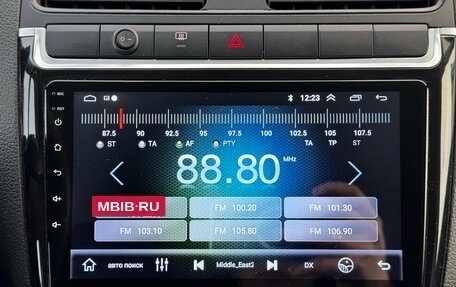 MIC
RST
12:23
87.5 90 92.5 95 97.5 100 102.5 105 107.5
ST TA AF PTY TA TP ST
88.80 MHz
MBIB·RU FM 100.20 FM 101.30
FM 103.10 FM 105.80 FM 106.90
авто поиск Middle_East2 DX